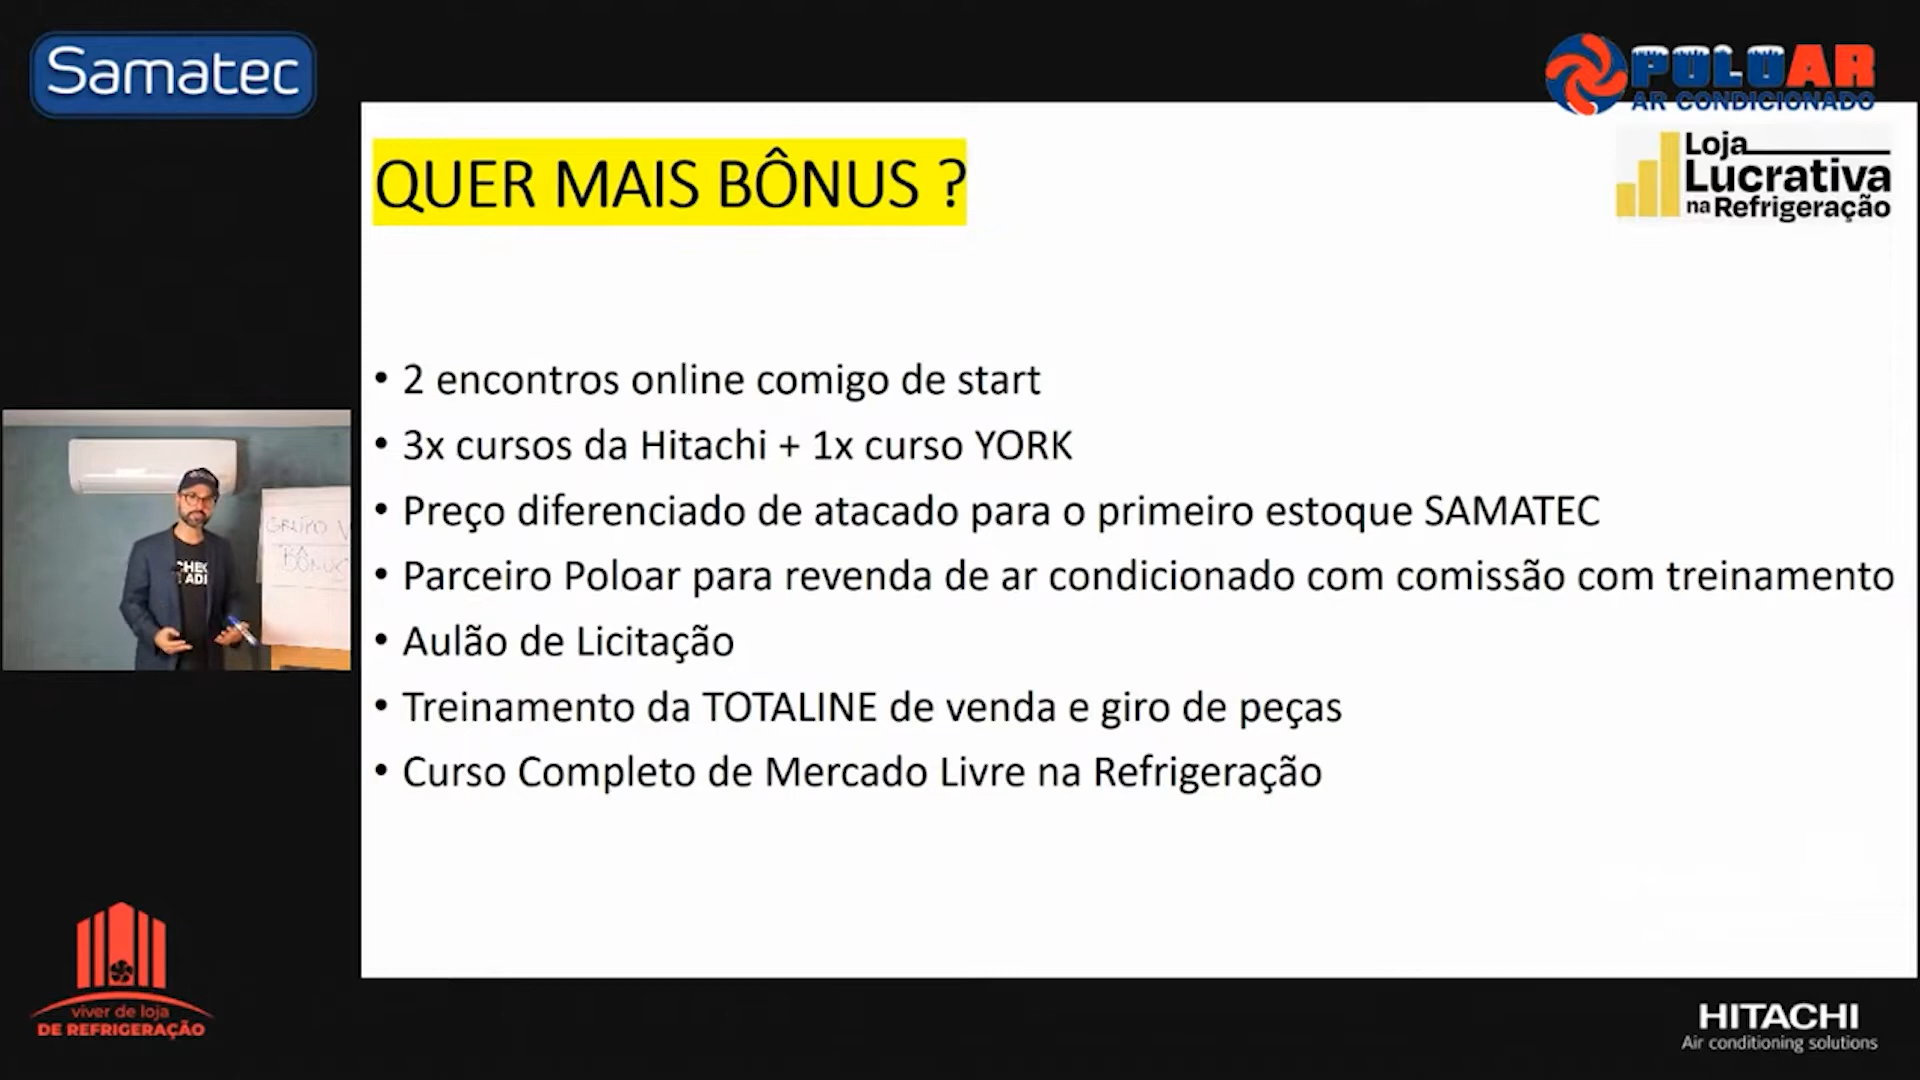 Samatec
POLOAR
AR CONDICIONADO
Loja
Lucrativa
na Refrigeração
QUER MAIS BÔNUS ?
• 2 encontros online comigo de start
• 3x cursos da Hitachi + 1x curso YORK
• Preço diferenciado de atacado para o primeiro estoque SAMATEC
• Parceiro Poloar para revenda de ar condicionado com comissão com treinamento
• Aulão de Licitação
• Treinamento da TOTALINE de venda e giro de peças
• Curso Completo de Mercado Livre na Refrigeração
GRUPO V
BÔNUS
viver de loja
DE REFRIGERAÇÃO
HITACHI
Air conditioning solutions